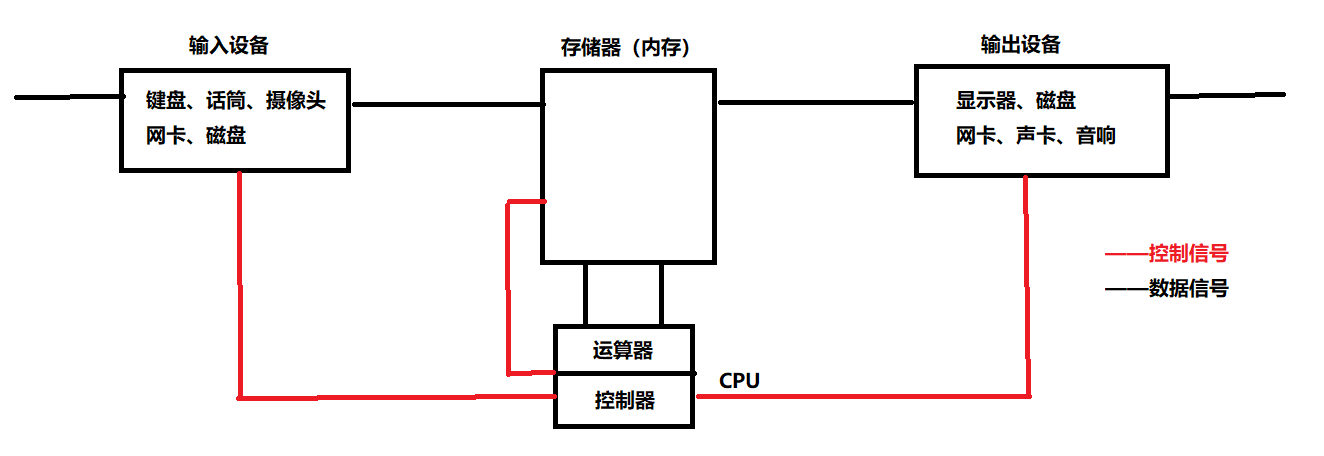 输入设备
存储器（内存）
输出设备
键盘、话筒、摄像头
网卡、磁盘
显示器、磁盘
网卡、声卡、音响
——控制信号
——数据信号
运算器
CPU
控制器